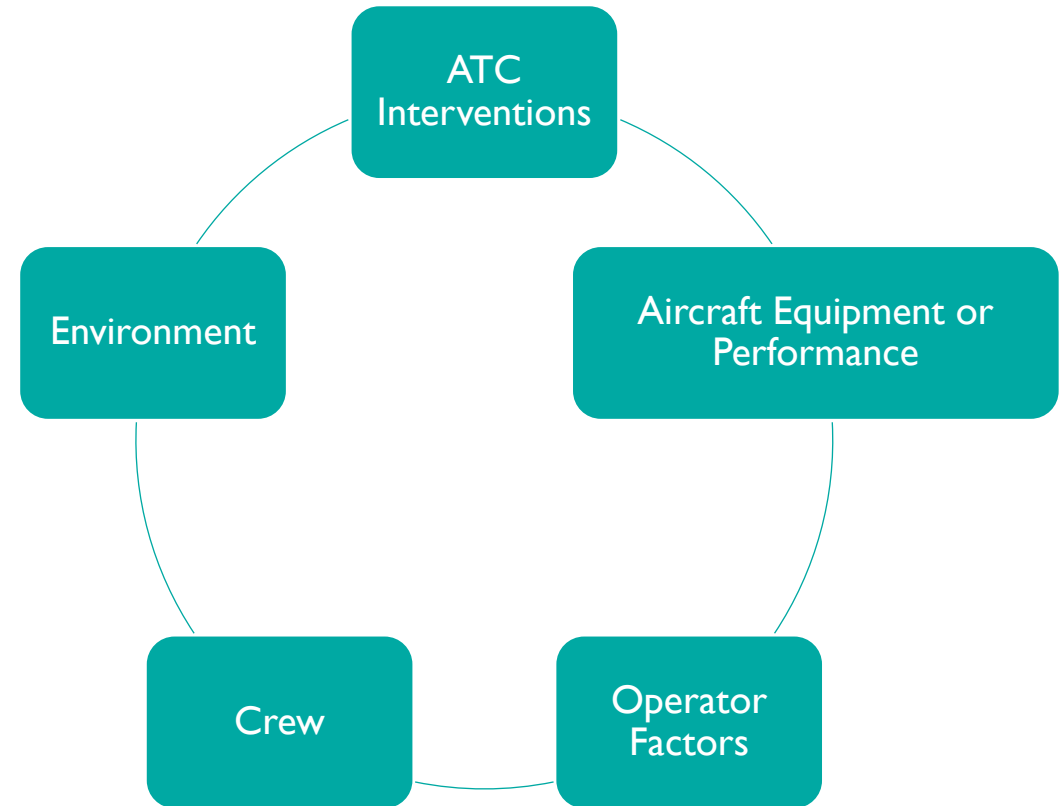 ATC
Interventions
Environment
Aircraft Equipment or
Performance
Crew
Operator
Factors